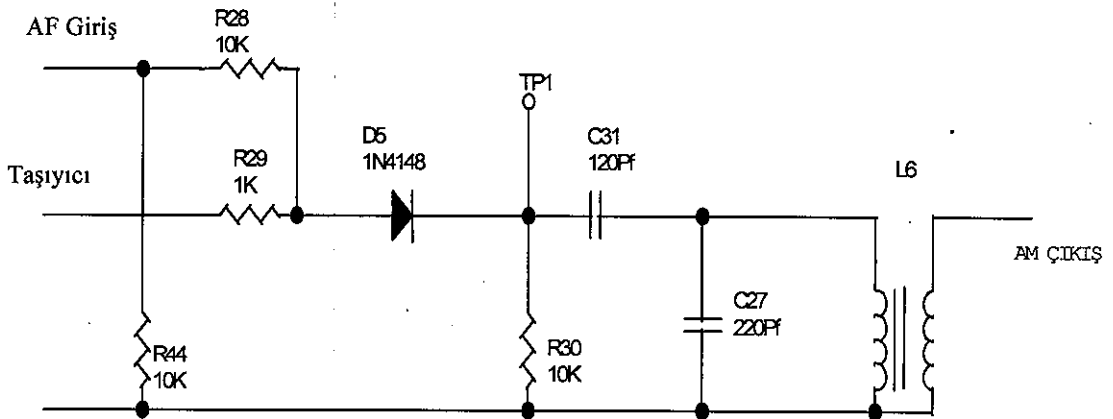 AF Giriş
R28
10K
TP1
Taşıyıcı
R29
1K
D5
1N4148
C31
120Pf
L6
AM ÇIKIŞ
R44
10K
R30
10K
C27
220Pf